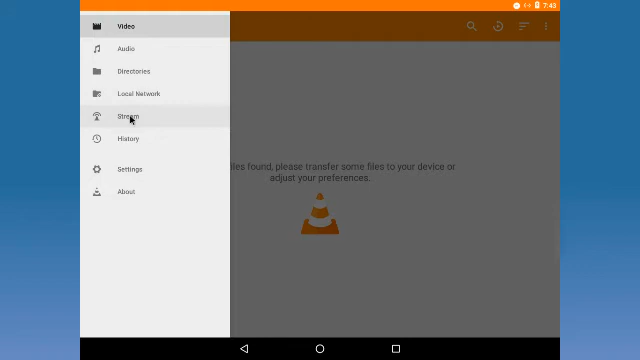 7:43
Video
Audio
Directories
Local Network
Stream
History
Settings
About
files found, please transfer some files to your device or
adjust your preferences.